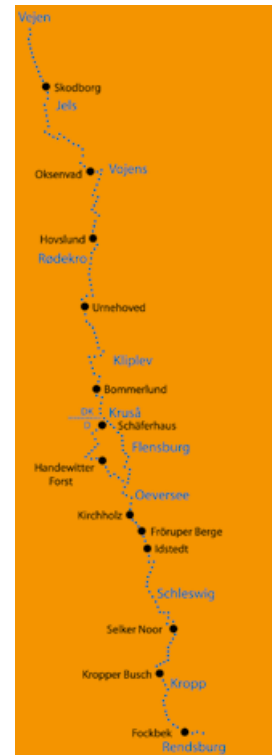 Vejen
Skodborg
Jels
Vojens
Oksenvad
Hovslund
Rødekro
Urnehoved
Kliplev
Bommerlund
DK
Kruså
D
Schäferhaus
Flensburg
Handewitter
Forst
Oeversee
Kirchholz
Fröruper Berge
Idstedt
Schleswig
Selker Noor
Kropper Busch
Kropp
Fockbek
Rendsburg